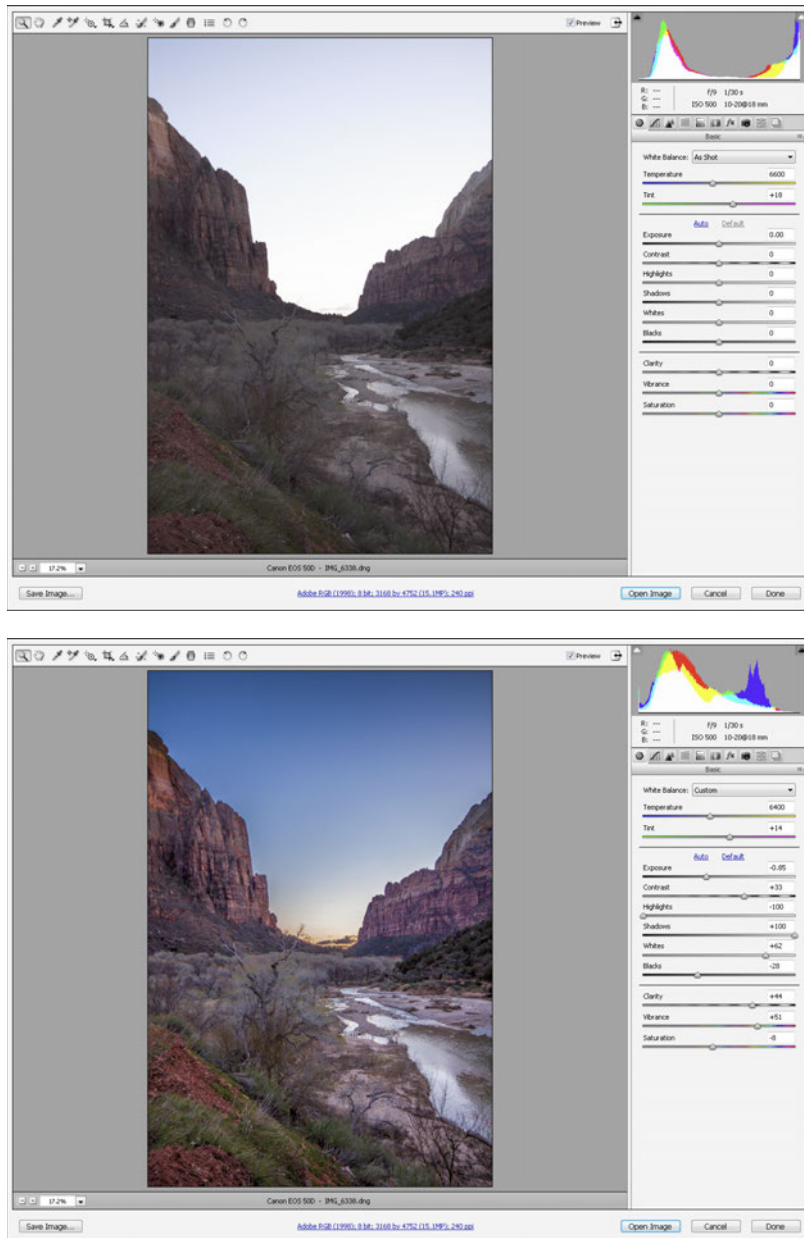 Preview
R: ---
G: ---
B: ---
f/9 1/30 s
ISO 500 10-20@18 mm
Basic
White Balance: As Shot
Temperature 6600
Tint +18
Auto Default
Exposure 0.00
Contrast 0
Highlights 0
Shadows 0
Whites 0
Blacks 0
Clarity 0
Vibrance 0
Saturation 0
17.2% Canon EOS 50D - IMG_6338.dng
Save Image... Adobe RGB (1998); 8 bit; 3168 by 4752 (15.1MP); 240 ppi Open Image Cancel Done
Preview
R: ---
G: ---
B: ---
f/9 1/30 s
ISO 500 10-20@18 mm
Basic
White Balance: Custom
Temperature 6400
Tint +14
Auto Default
Exposure -0.85
Contrast +33
Highlights -100
Shadows +100
Whites +62
Blacks -28
Clarity +44
Vibrance +51
Saturation -8
17.2% Canon EOS 50D - IMG_6338.dng
Save Image... Adobe RGB (1998); 8 bit; 3168 by 4752 (15.1MP); 240 ppi Open Image Cancel Done